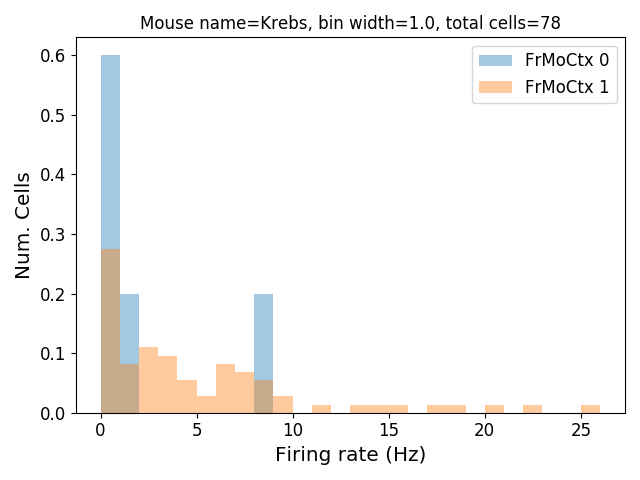 Mouse name=Krebs, bin width=1.0, total cells=78
FrMoCtx 0
FrMoCtx 1
Num. Cells
0.6
0.5
0.4
0.3
0.2
0.1
0.0
0 5 10 15 20 25
Firing rate (Hz)